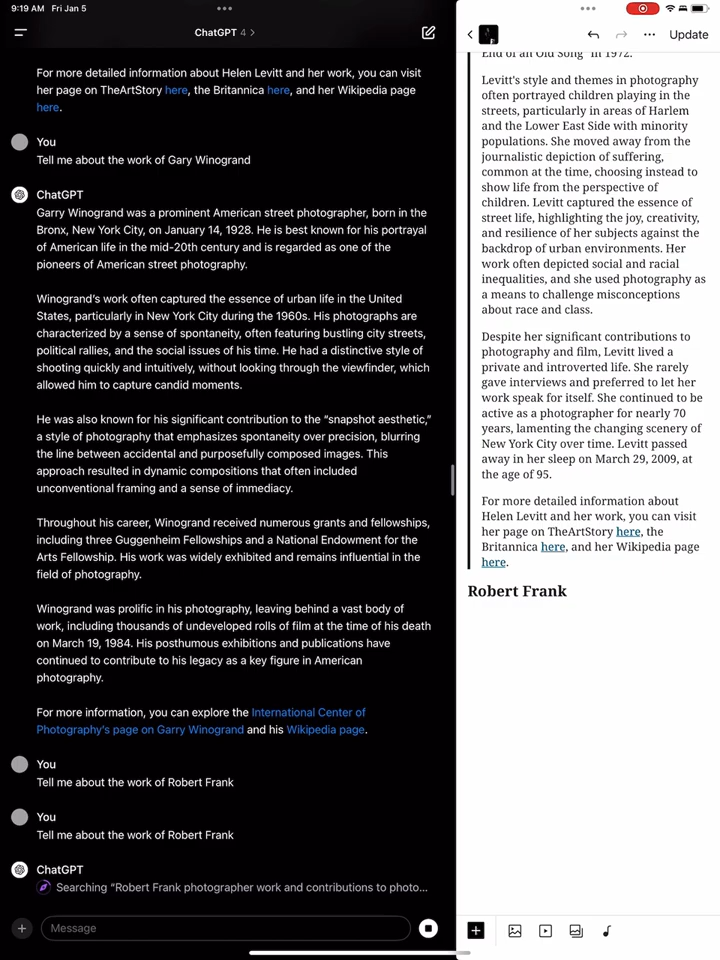 9:19 AM Fri Jan 5
ChatGPT 4 >
For more detailed information about Helen Levitt and her work, you can visit
her page on TheArtStory here, the Britannica here, and her Wikipedia page
here.
You
Tell me about the work of Gary Winogrand
ChatGPT
Garry Winogrand was a prominent American street photographer, born in the
Bronx, New York City, on January 14, 1928. He is best known for his portrayal
of American life in the mid-20th century and is regarded as one of the
pioneers of American street photography.
Winogrand's work often captured the essence of urban life in the United
States, particularly in New York City during the 1960s. His photographs are
characterized by a sense of spontaneity, often featuring bustling city streets,
political rallies, and the social issues of his time. He had a distinctive style of
shooting quickly and intuitively, without looking through the viewfinder, which
allowed him to capture candid moments.
He was also known for his significant contribution to the “snapshot aesthetic,”
a style of photography that emphasizes spontaneity over precision, blurring
the line between accidental and purposefully composed images. This
approach resulted in dynamic compositions that often included
unconventional framing and a sense of immediacy.
Throughout his career, Winogrand received numerous grants and fellowships,
including three Guggenheim Fellowships and a National Endowment for the
Arts Fellowship. His work was widely exhibited and remains influential in the
field of photography.
Winogrand was prolific in his photography, leaving behind a vast body of
work, including thousands of undeveloped rolls of film at the time of his death
on March 19, 1984. His posthumous exhibitions and publications have
continued to contribute to his legacy as a key figure in American
photography.
For more information, you can explore the International Center of
Photography's page on Garry Winogrand and his Wikipedia page.
You
Tell me about the work of Robert Frank
You
Tell me about the work of Robert Frank
ChatGPT
Searching “Robert Frank photographer work and contributions to photo...
Message
Update
End of an Old Song" in 1972.
Levitt's style and themes in photography
often portrayed children playing in the
streets, particularly in areas of Harlem
and the Lower East Side with minority
populations. She moved away from the
journalistic depiction of suffering,
common at the time, choosing instead to
show life from the perspective of
children. Levitt captured the essence of
street life, highlighting the joy, creativity,
and resilience of her subjects against the
backdrop of urban environments. Her
work often depicted social and racial
inequalities, and she used photography as
a means to challenge misconceptions
about race and class.
Despite her significant contributions to
photography and film, Levitt lived a
private and introverted life. She rarely
gave interviews and preferred to let her
work speak for itself. She continued to be
active as a photographer for nearly 70
years, lamenting the changing scenery of
New York City over time. Levitt passed
away in her sleep on March 29, 2009, at
the age of 95.
For more detailed information about
Helen Levitt and her work, you can visit
her page on TheArtStory here, the
Britannica here, and her Wikipedia page
here.
Robert Frank